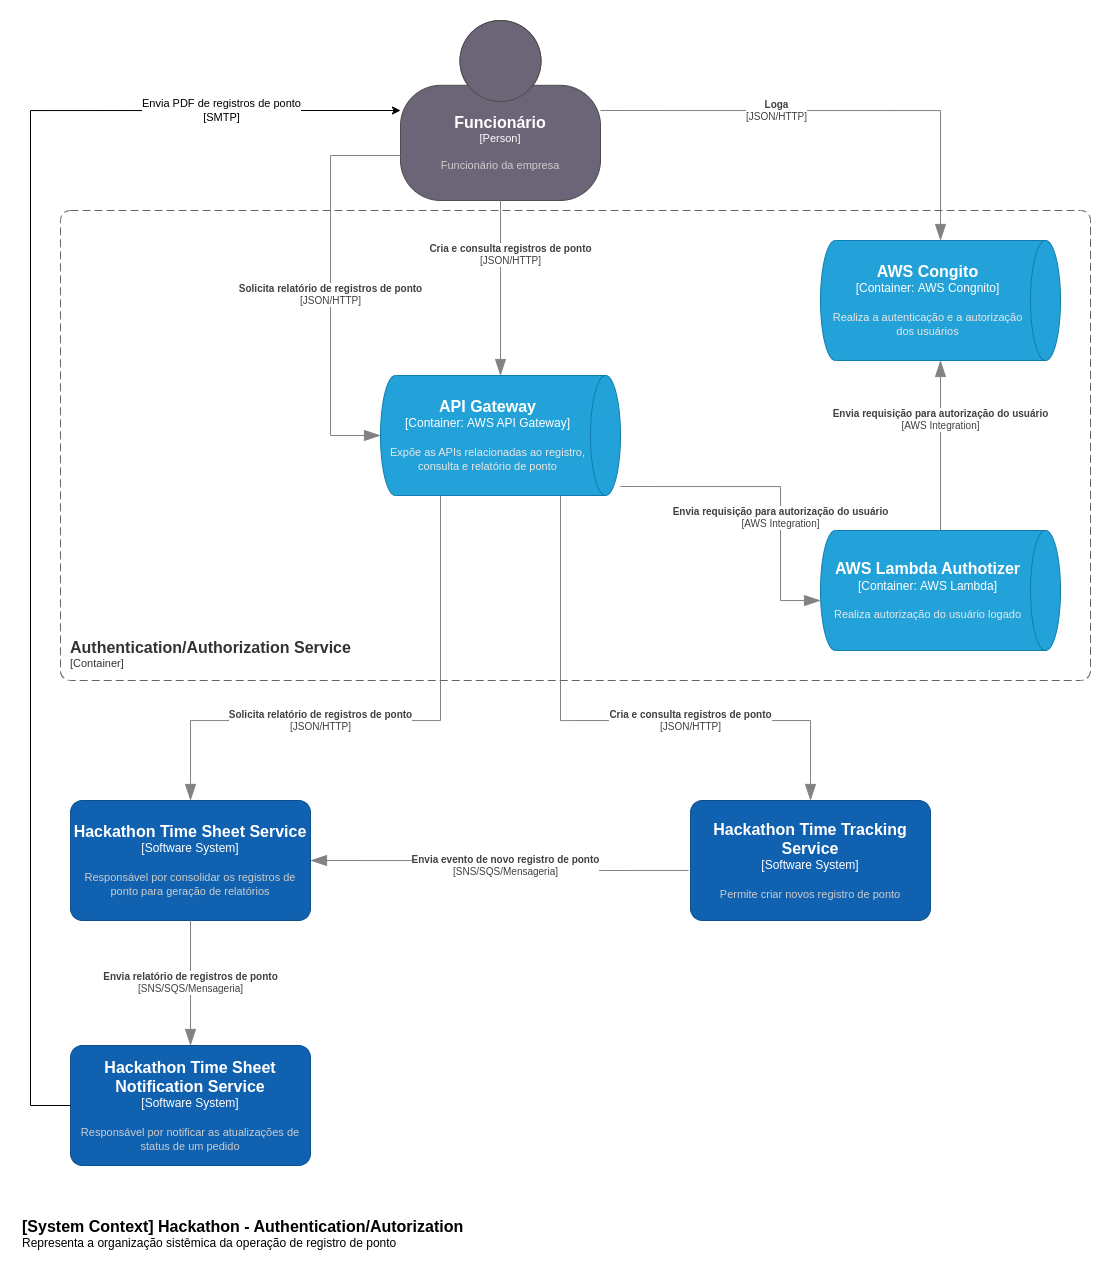 Envia PDF de registros de ponto
[SMTP]
Funcionário
[Person]
Funcionário da empresa
Loga
[JSON/HTTP]
Cria e consulta registros de ponto
[JSON/HTTP]
Solicita relatório de registros de ponto
[JSON/HTTP]
AWS Congito
[Container: AWS Congnito]
Realiza a autenticação e a autorização
dos usuários
API Gateway
[Container: AWS API Gateway]
Expõe as APIs relacionadas ao registro,
consulta e relatório de ponto
Envia requisição para autorização do usuário
[AWS Integration]
Envia requisição para autorização do usuário
[AWS Integration]
AWS Lambda Authotizer
[Container: AWS Lambda]
Realiza autorização do usuário logado
Authentication/Authorization Service
[Container]
Solicita relatório de registros de ponto
[JSON/HTTP]
Cria e consulta registros de ponto
[JSON/HTTP]
Hackathon Time Sheet Service
[Software System]
Responsável por consolidar os registros de
ponto para geração de relatórios
Envia evento de novo registro de ponto
[SNS/SQS/Mensageria]
Hackathon Time Tracking
Service
[Software System]
Permite criar novos registro de ponto
Envia relatório de registros de ponto
[SNS/SQS/Mensageria]
Hackathon Time Sheet
Notification Service
[Software System]
Responsável por notificar as atualizações de
status de um pedido
[System Context] Hackathon - Authentication/Autorization
Representa a organização sistêmica da operação de registro de ponto